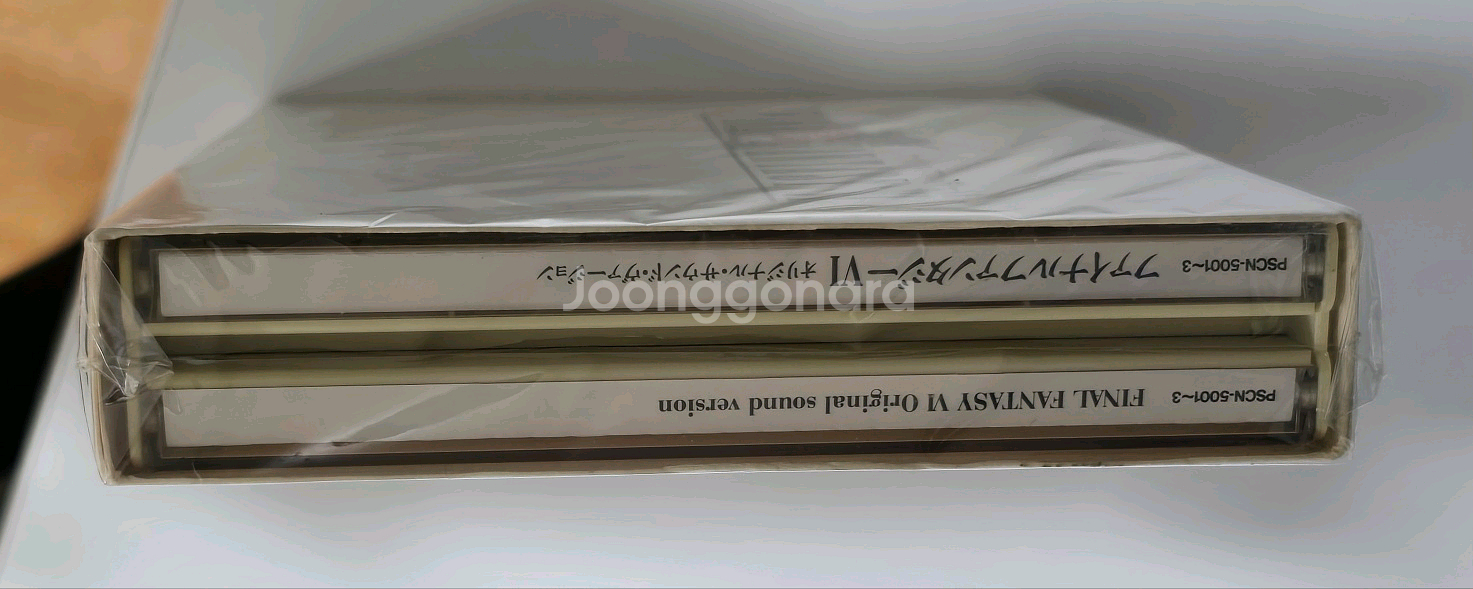 PSCN-5001~3 ファイナルファンタジーVI オリジナル・サウンド・ヴァージョン
Joonggonara
PSCN-5001~3 FINAL FANTASY VI Original sound version